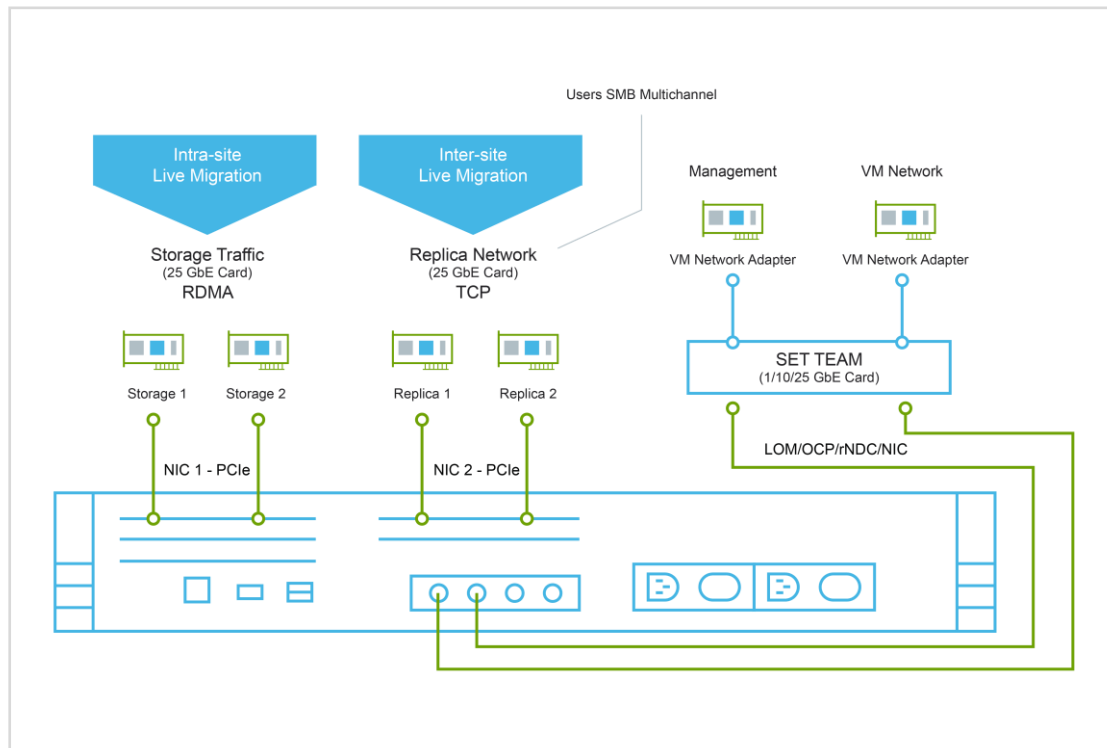 Users SMB Multichannel
Intra-site
Live Migration
Inter-site
Live Migration
Management
VM Network
Storage Traffic
(25 GbE Card)
RDMA
Replica Network
(25 GbE Card)
TCP
VM Network Adapter
VM Network Adapter
SET TEAM
(1/10/25 GbE Card)
Storage 1
Storage 2
Replica 1
Replica 2
NIC 1 - PCIe
NIC 2 - PCIe
LOM/OCP/rNDC/NIC